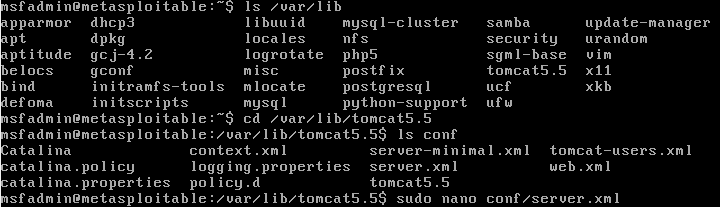 msfadmin@metasploitable:~$ ls /var/lib
apparmor dhcp3 libuuid mysql-cluster samba update-manager
apt dpkg locales nfs security urandom
aptitude gcj-4.2 logrotate php5 sgml-base vim
belocs gconf misc postfix tomcat5.5 x11
bind initramfs-tools mlocate postgresql ucf xkb
defoma initscripts mysql python-support ufw
msfadmin@metasploitable:~$ cd /var/lib/tomcat5.5
msfadmin@metasploitable:/var/lib/tomcat5.5$ ls conf
Catalina context.xml server-minimal.xml tomcat-users.xml
catalina.policy logging.properties server.xml web.xml
catalina.properties policy.d tomcat5.5
msfadmin@metasploitable:/var/lib/tomcat5.5$ sudo nano conf/server.xml